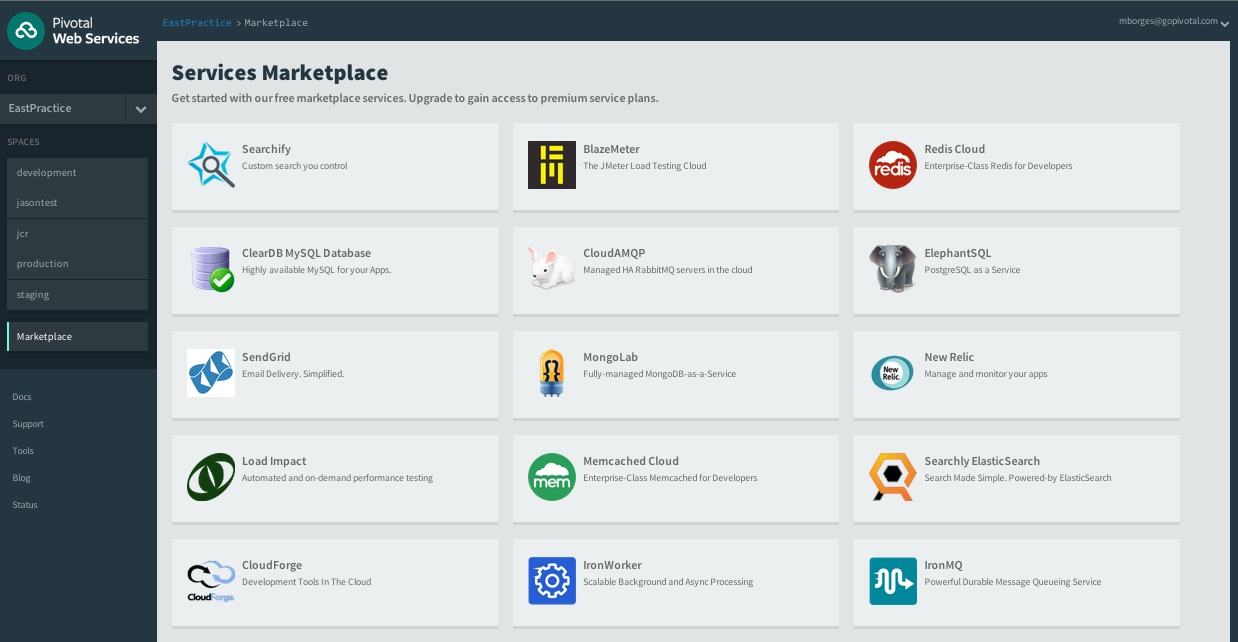 Pivotal
Web Services
EastPractice > Marketplace
mborges@gopivotal.com
ORG
EastPractice
SPACES
development
jasontest
jcr
production
staging
Marketplace
Docs
Support
Tools
Blog
Status
Services Marketplace
Get started with our free marketplace services. Upgrade to gain access to premium service plans.
Searchify
Custom search you control
BlazeMeter
The JMeter Load Testing Cloud
redis
Redis Cloud
Enterprise-Class Redis for Developers
ClearDB MySQL Database
Highly available MySQL for your Apps.
CloudAMQP
Managed HA RabbitMQ servers in the cloud
ElephantSQL
PostgreSQL as a Service
SendGrid
Email Delivery. Simplified.
MongoLab
Fully-managed MongoDB-as-a-Service
New
Relic.
New Relic
Manage and monitor your apps
Load Impact
Automated and on-demand performance testing
mem
Memcached Cloud
Enterprise-Class Memcached for Developers
Searchly ElasticSearch
Search Made Simple. Powered-by ElasticSearch
CloudForge.
CloudForge
Development Tools In The Cloud
IronWorker
Scalable Background and Async Processing
IronMQ
Powerful Durable Message Queueing Service